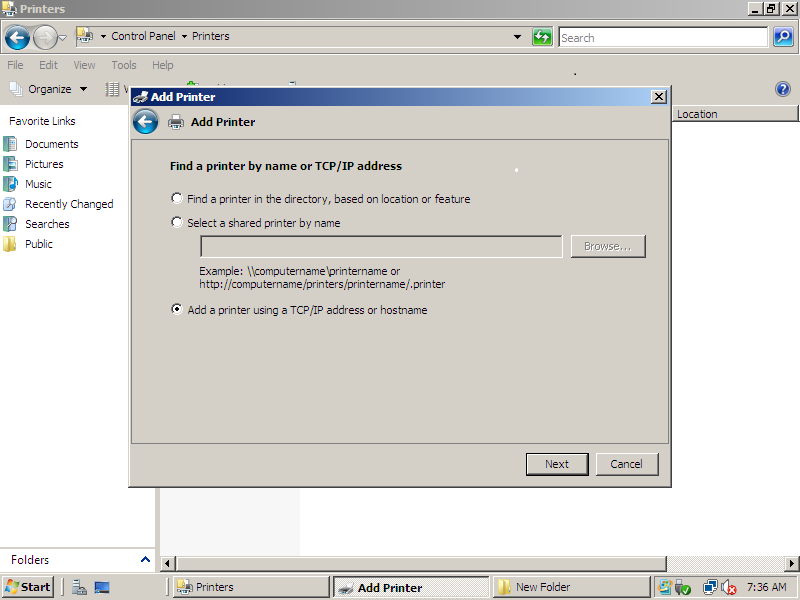 Printers
Control Panel Printers
Search
File Edit View Tools Help
Organize
Add Printer
Add Printer
Location
Favorite Links
Documents
Pictures
Music
Recently Changed
Searches
Public
Find a printer by name or TCP/IP address
Find a printer in the directory, based on location or feature
Select a shared printer by name
Browse...
Example: \\computername\printername or
http://computername/printers/printername/.printer
Add a printer using a TCP/IP address or hostname
Next Cancel
Folders
Start Printers Add Printer New Folder 7:36 AM